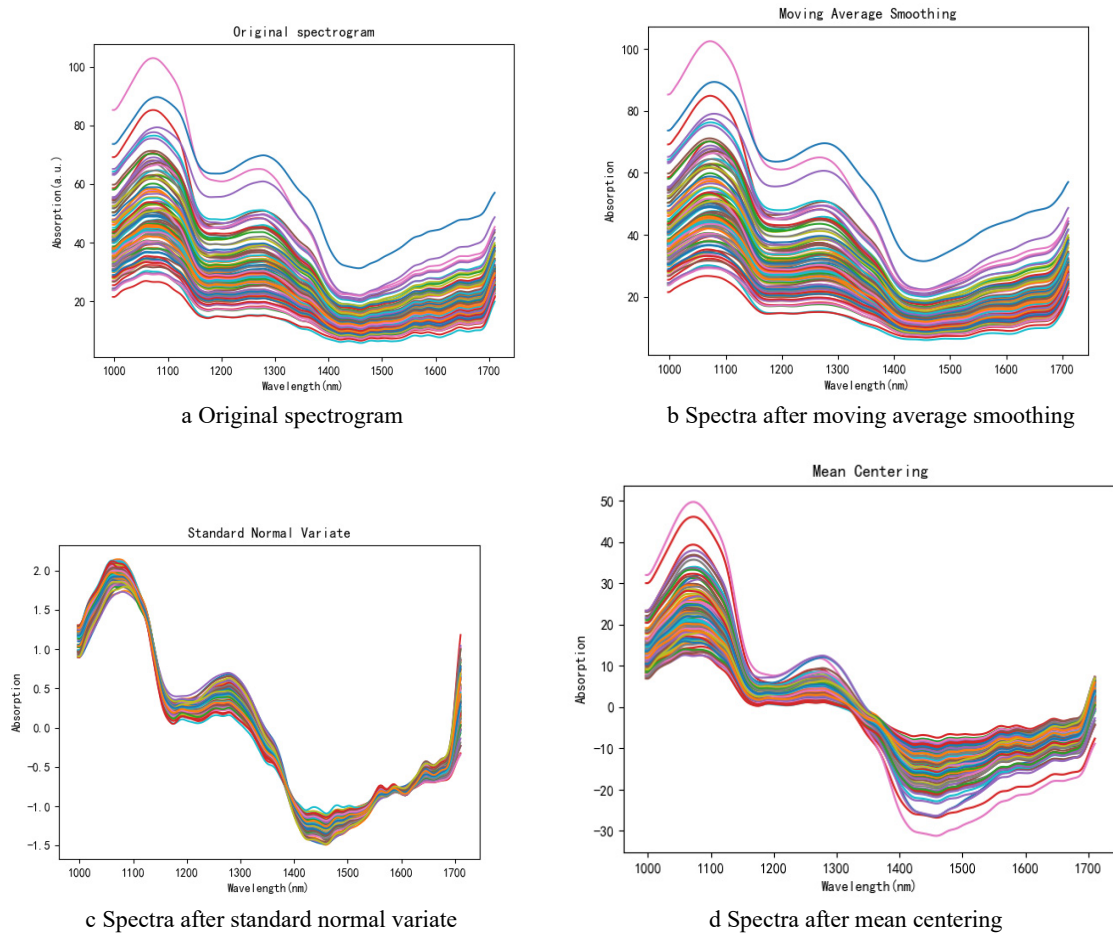 Original spectrogram
Absorption(a.u.)
100
80
60
40
20
1000 1100 1200 1300 1400 1500 1600 1700
Wavelength(nm)
a Original spectrogram
Moving Average Smoothing
Absorption
100
80
60
40
20
1000 1100 1200 1300 1400 1500 1600 1700
Wavelength(nm)
b Spectra after moving average smoothing
Standard Normal Variate
Absorption
2.0
1.5
1.0
0.5
0.0
-0.5
-1.0
-1.5
1000 1100 1200 1300 1400 1500 1600 1700
Wavelength(nm)
c Spectra after standard normal variate
Mean Centering
Absorption
50
40
30
20
10
0
-10
-20
-30
1000 1100 1200 1300 1400 1500 1600 1700
Wavelength(nm)
d Spectra after mean centering